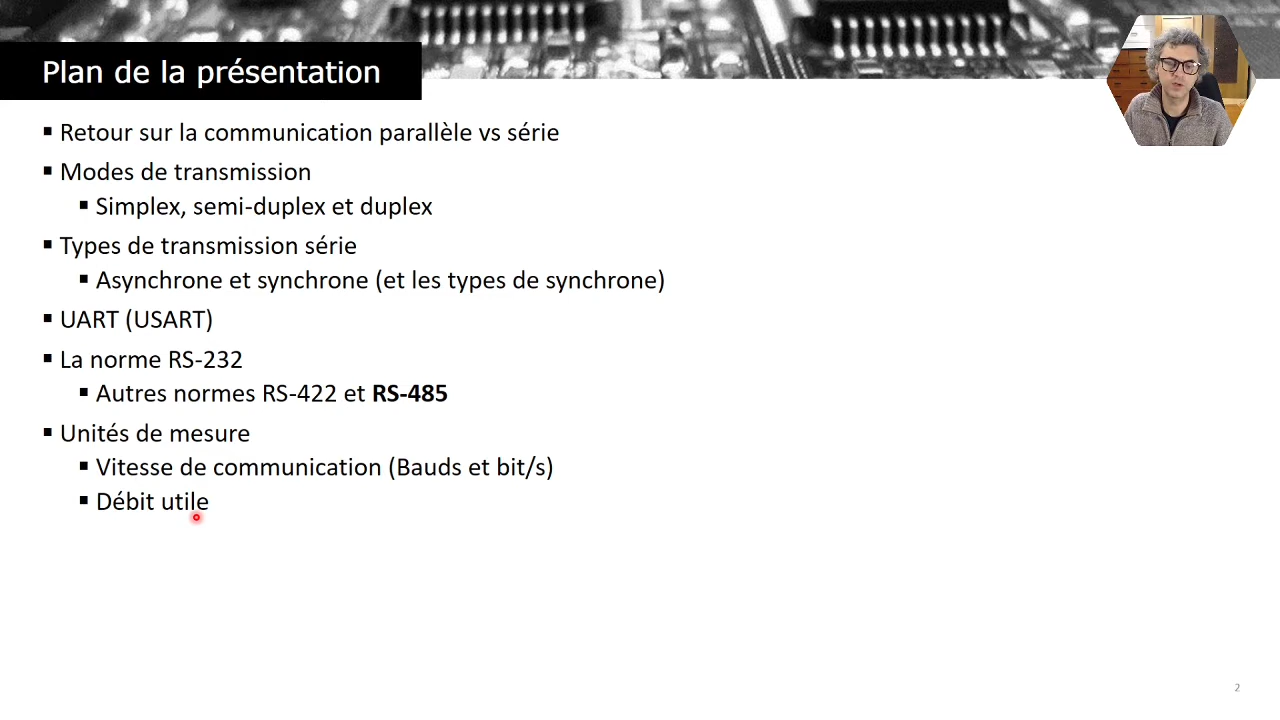 Plan de la présentation
▪ Retour sur la communication parallèle vs série
▪ Modes de transmission
▪ Simplex, semi-duplex et duplex
▪ Types de transmission série
▪ Asynchrone et synchrone (et les types de synchrone)
▪ UART (USART)
▪ La norme RS-232
▪ Autres normes RS-422 et RS-485
▪ Unités de mesure
▪ Vitesse de communication (Bauds et bit/s)
▪ Débit utile
2